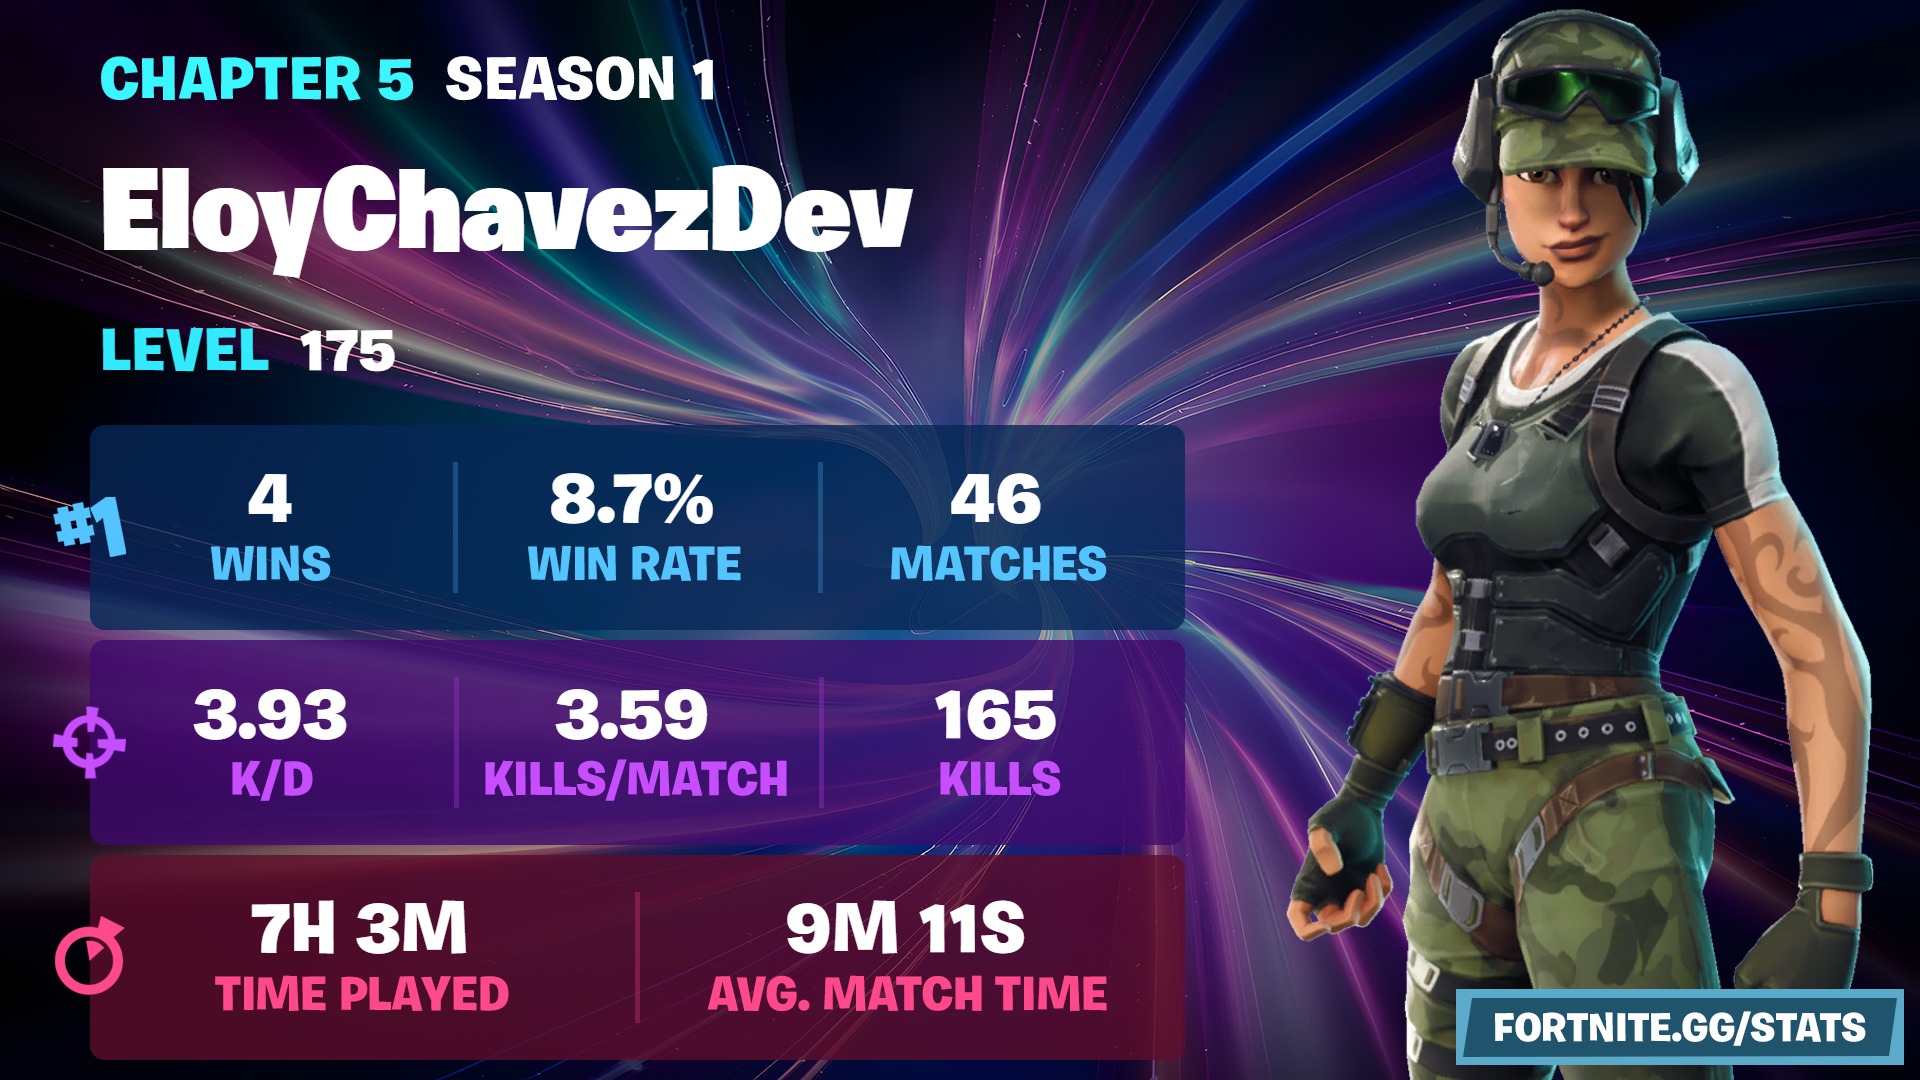 CHAPTER 5 SEASON 1
EloyChavezDev
LEVEL 175
#1
4 8.7% 46
WINS WIN RATE MATCHES
3.93 3.59 165
K/D KILLS/MATCH KILLS
7H 3M 9M 11S
TIME PLAYED AVG. MATCH TIME
FORTNITE.GG/STATS